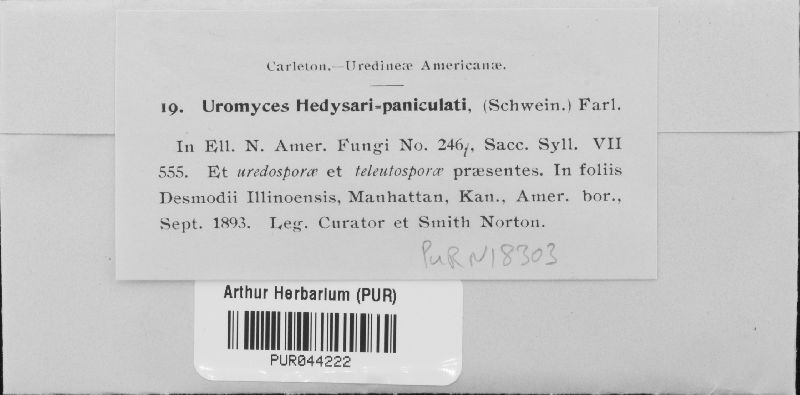 Carleton.—Uredineæ Americanæ.
19. Uromyces Hedysari-paniculati, (Schwein.) Farl.
In Ell. N. Amer. Fungi No. 246, Sacc. Syll. VII
555. Et uredosporæ et teleutosporæ præsentes. In foliis
Desmodii Illinoensis, Manhattan, Kan., Amer. bor.,
Sept. 1893. Leg. Curator et Smith Norton.
PUR N18303
Arthur Herbarium (PUR)
PUR044222